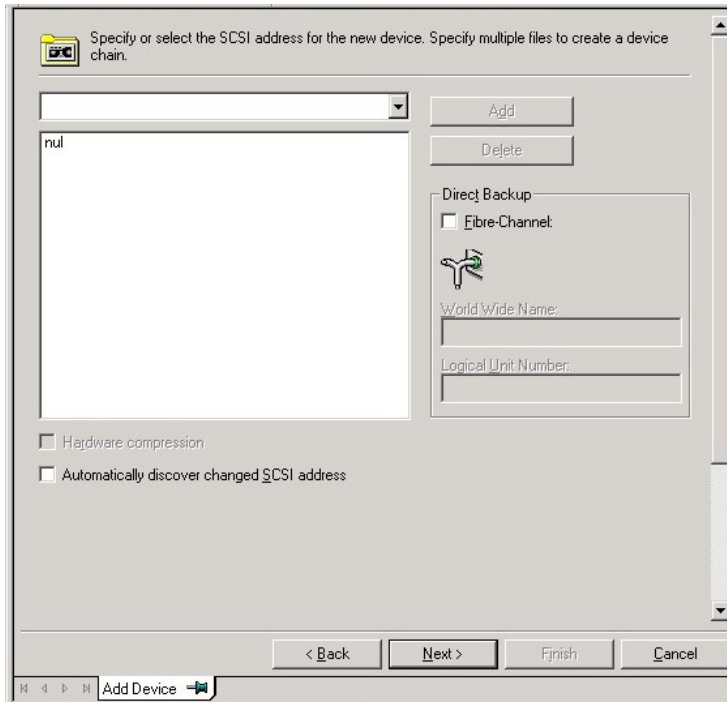 Specify or select the SCSI address for the new device. Specify multiple files to create a device
chain.
Add
nul
Delete
Direct Backup
Fibre-Channel:
World Wide Name:
Logical Unit Number:
Hardware compression
Automatically discover changed SCSI address
< Back
Next >
Finish
Cancel
Add Device